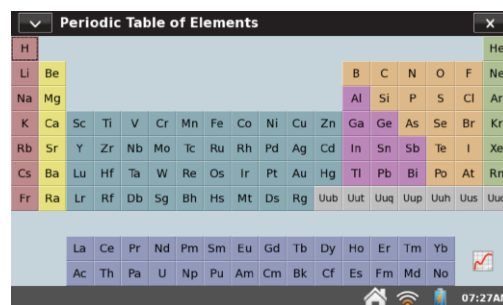 Periodic Table of Elements
H He
Li Be B C N O F Ne
Na Mg Al Si P S Cl Ar
K Ca Sc Ti V Cr Mn Fe Co Ni Cu Zn Ga Ge As Se Br Kr
Rb Sr Y Zr Nb Mo Tc Ru Rh Pd Ag Cd In Sn Sb Te I Xe
Cs Ba Lu Hf Ta W Re Os Ir Pt Au Hg Tl Pb Bi Po At Rn
Fr Ra Lr Rf Db Sg Bh Hs Mt Ds Rg Uub Uut Uuq Uup Uuh Uus Uuo
La Ce Pr Nd Pm Sm Eu Gd Tb Dy Ho Er Tm Yb
Ac Th Pa U Np Pu Am Cm Bk Cf Es Fm Md No
07:27A